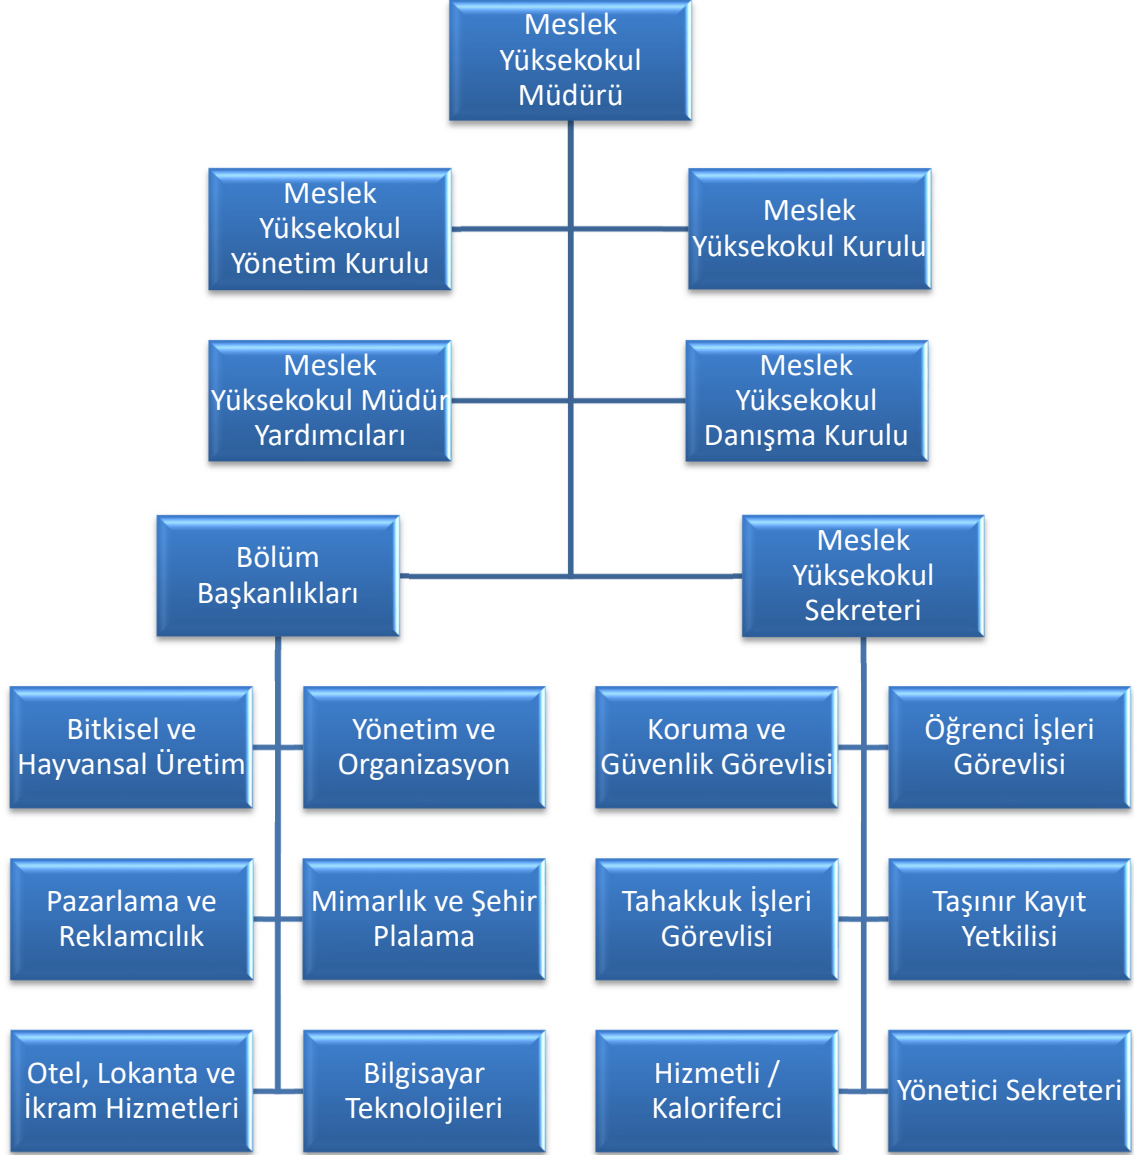 Meslek
Yüksekokul
Müdürü
Meslek
Yüksekokul
Yönetim Kurulu
Meslek
Yüksekokul Kurulu
Meslek
Yüksekokul Müdür
Yardımcıları
Meslek
Yüksekokul
Danışma Kurulu
Bölüm
Başkanlıkları
Meslek
Yüksekokul
Sekreteri
Bitkisel ve
Hayvansal Üretim
Yönetim ve
Organizasyon
Koruma ve
Güvenlik Görevlisi
Öğrenci İşleri
Görevlisi
Pazarlama ve
Reklamcılık
Mimarlık ve Şehir
Plalama
Tahakkuk İşleri
Görevlisi
Taşınır Kayıt
Yetkilisi
Otel, Lokanta ve
İkram Hizmetleri
Bilgisayar
Teknolojileri
Hizmetli /
Kaloriferci
Yönetici Sekreteri